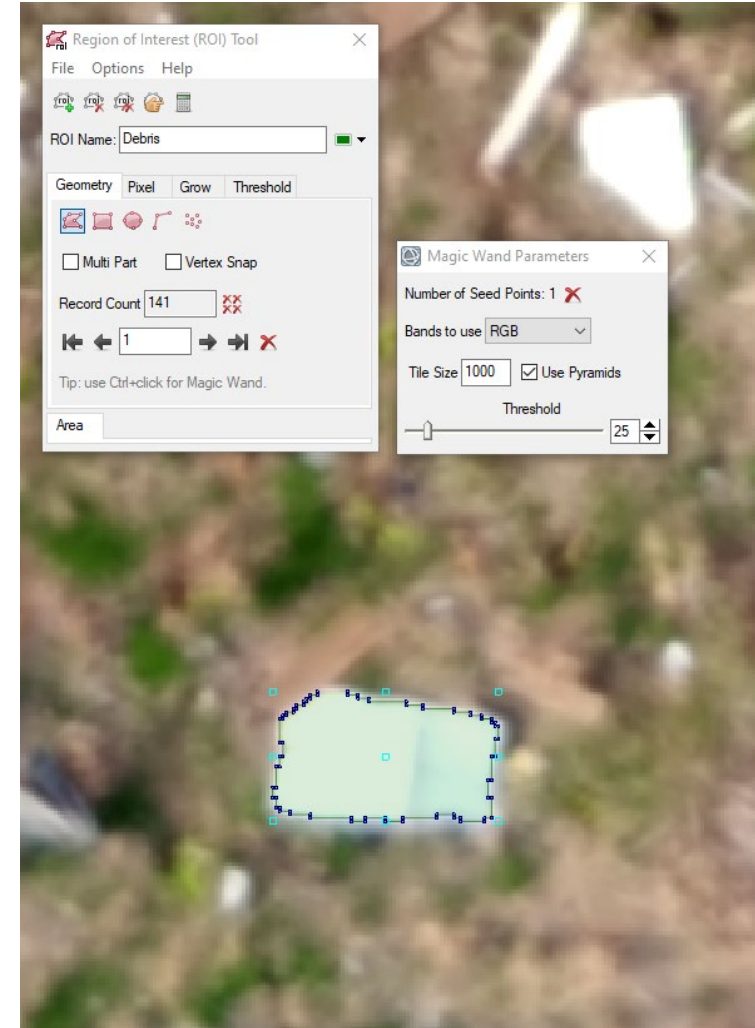 Region of Interest (ROI) Tool
File Options Help
ROI Name: Debris
Geometry Pixel Grow Threshold
Multi Part Vertex Snap
Record Count 141
1
Tip: use Ctrl+click for Magic Wand.
Area
Magic Wand Parameters
Number of Seed Points: 1
Bands to use RGB
Tile Size 1000 Use Pyramids
Threshold
25